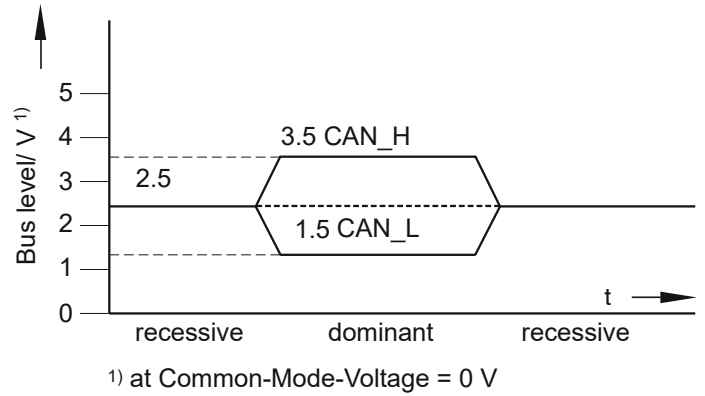 Bus level/ V 1)
5
4
3
2
1
0
3.5 CAN_H
2.5
1.5 CAN_L
t
recessive dominant recessive
1) at Common-Mode-Voltage = 0 V